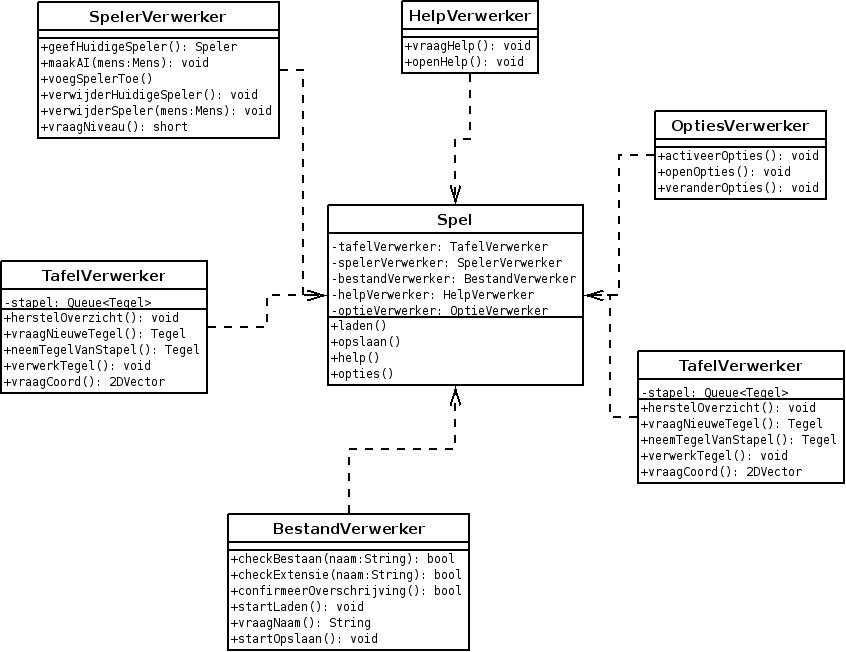 SpelerVerwerker
+geefHuidigeSpeler(): Speler
+maakAI(mens:Mens): void
+voegSpelerToe()
+verwijderHuidigeSpeler(): void
+verwijderSpeler(mens:Mens): void
+vraagNiveau(): short
HelpVerwerker
+vraagHelp(): void
+openHelp(): void
OptiesVerwerker
+activeerOpties(): void
+openOpties(): void
+veranderOpties(): void
Spel
-tafelVerwerker: TafelVerwerker
-spelerVerwerker: SpelerVerwerker
-bestandVerwerker: BestandVerwerker
-helpVerwerker: HelpVerwerker
-optieVerwerker: OptieVerwerker
+laden()
+opslaan()
+help()
+opties()
TafelVerwerker
-stapel: Queue<Tegel>
+herstelOverzicht(): void
+vraagNieuweTegel(): Tegel
+neemTegelVanStapel(): Tegel
+verwerkTegel(): void
+vraagCoord(): 2DVector
TafelVerwerker
-stapel: Queue<Tegel>
+herstelOverzicht(): void
+vraagNieuweTegel(): Tegel
+neemTegelVanStapel(): Tegel
+verwerkTegel(): void
+vraagCoord(): 2DVector
BestandVerwerker
+checkBestaan(naam:String): bool
+checkExtensie(naam:String): bool
+confirmeerOverschrijving(): bool
+startLaden(): void
+vraagNaam(): String
+startOpslaan(): void